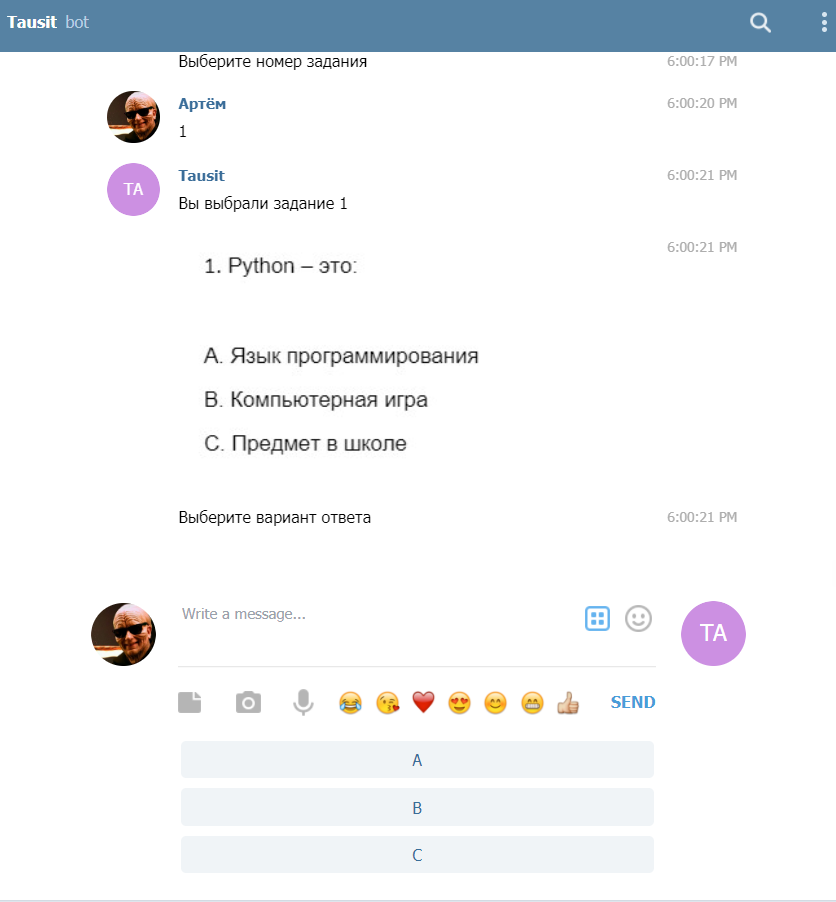 Tausit bot
Выберите номер задания 6:00:17 PM
Артём 6:00:20 PM
1
TA Tausit 6:00:21 PM
Вы выбрали задание 1
6:00:21 PM
1. Python – это:
A. Язык программирования
B. Компьютерная игра
C. Предмет в школе
Выберите вариант ответа 6:00:21 PM
Write a message...
TA
SEND
A
B
C